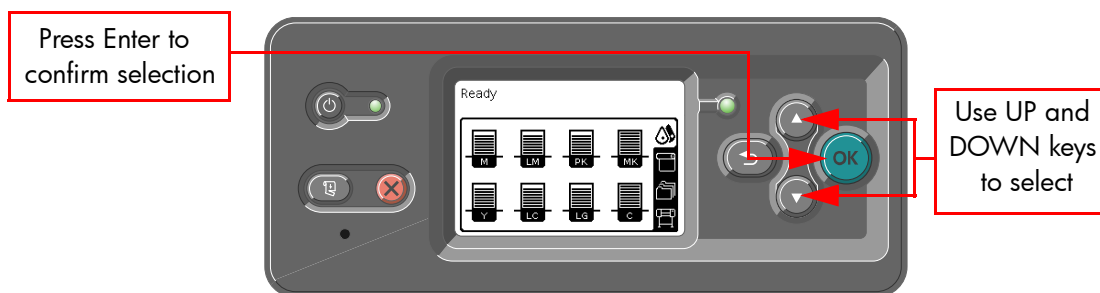 Press Enter to
confirm selection
Ready
M LM PK MK
Y LC LG C
OK
Use UP and
DOWN keys
to select